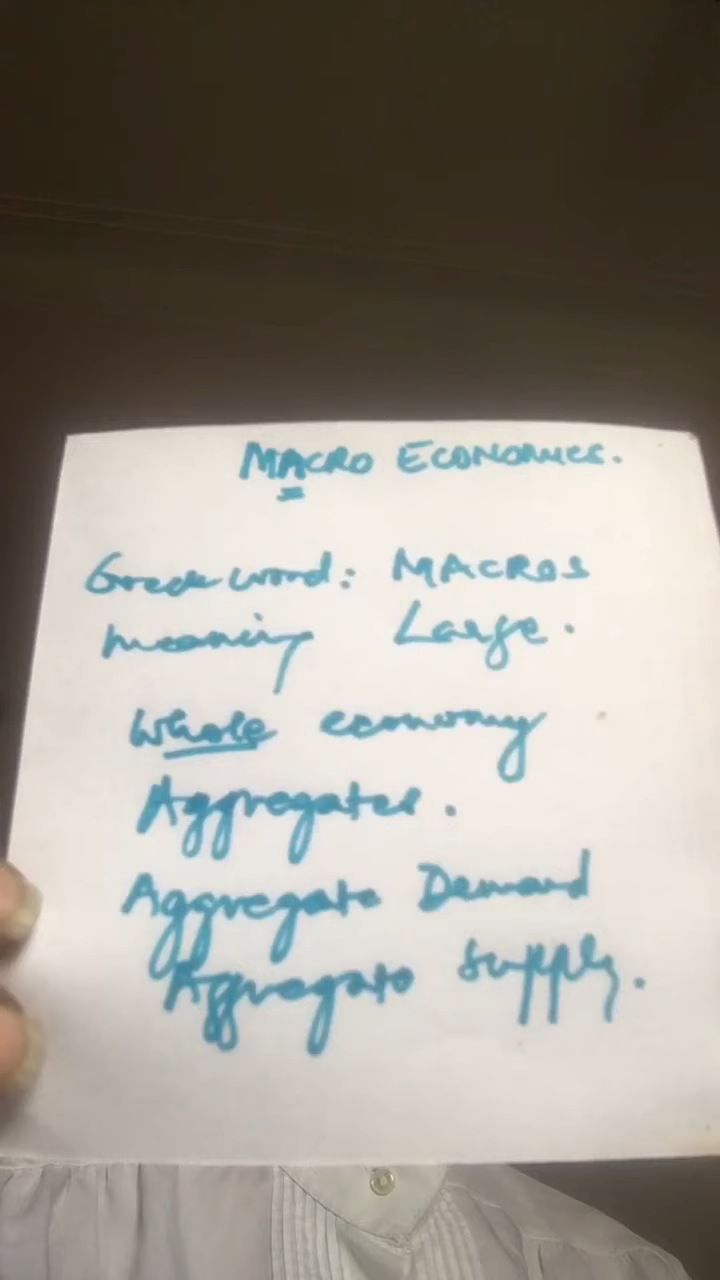 MACRO ECONOMICS.
Greek word: MACROS
meaning Large.
Whole economy
Aggregates.
Aggregate Demand
Aggregate Supply.